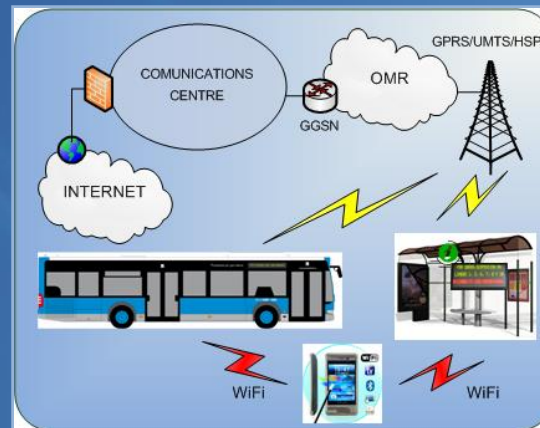 GPRS/UMTS/HSP
COMUNICATIONS
CENTRE
OMR
GGSN
INTERNET
WiFi
WiFi